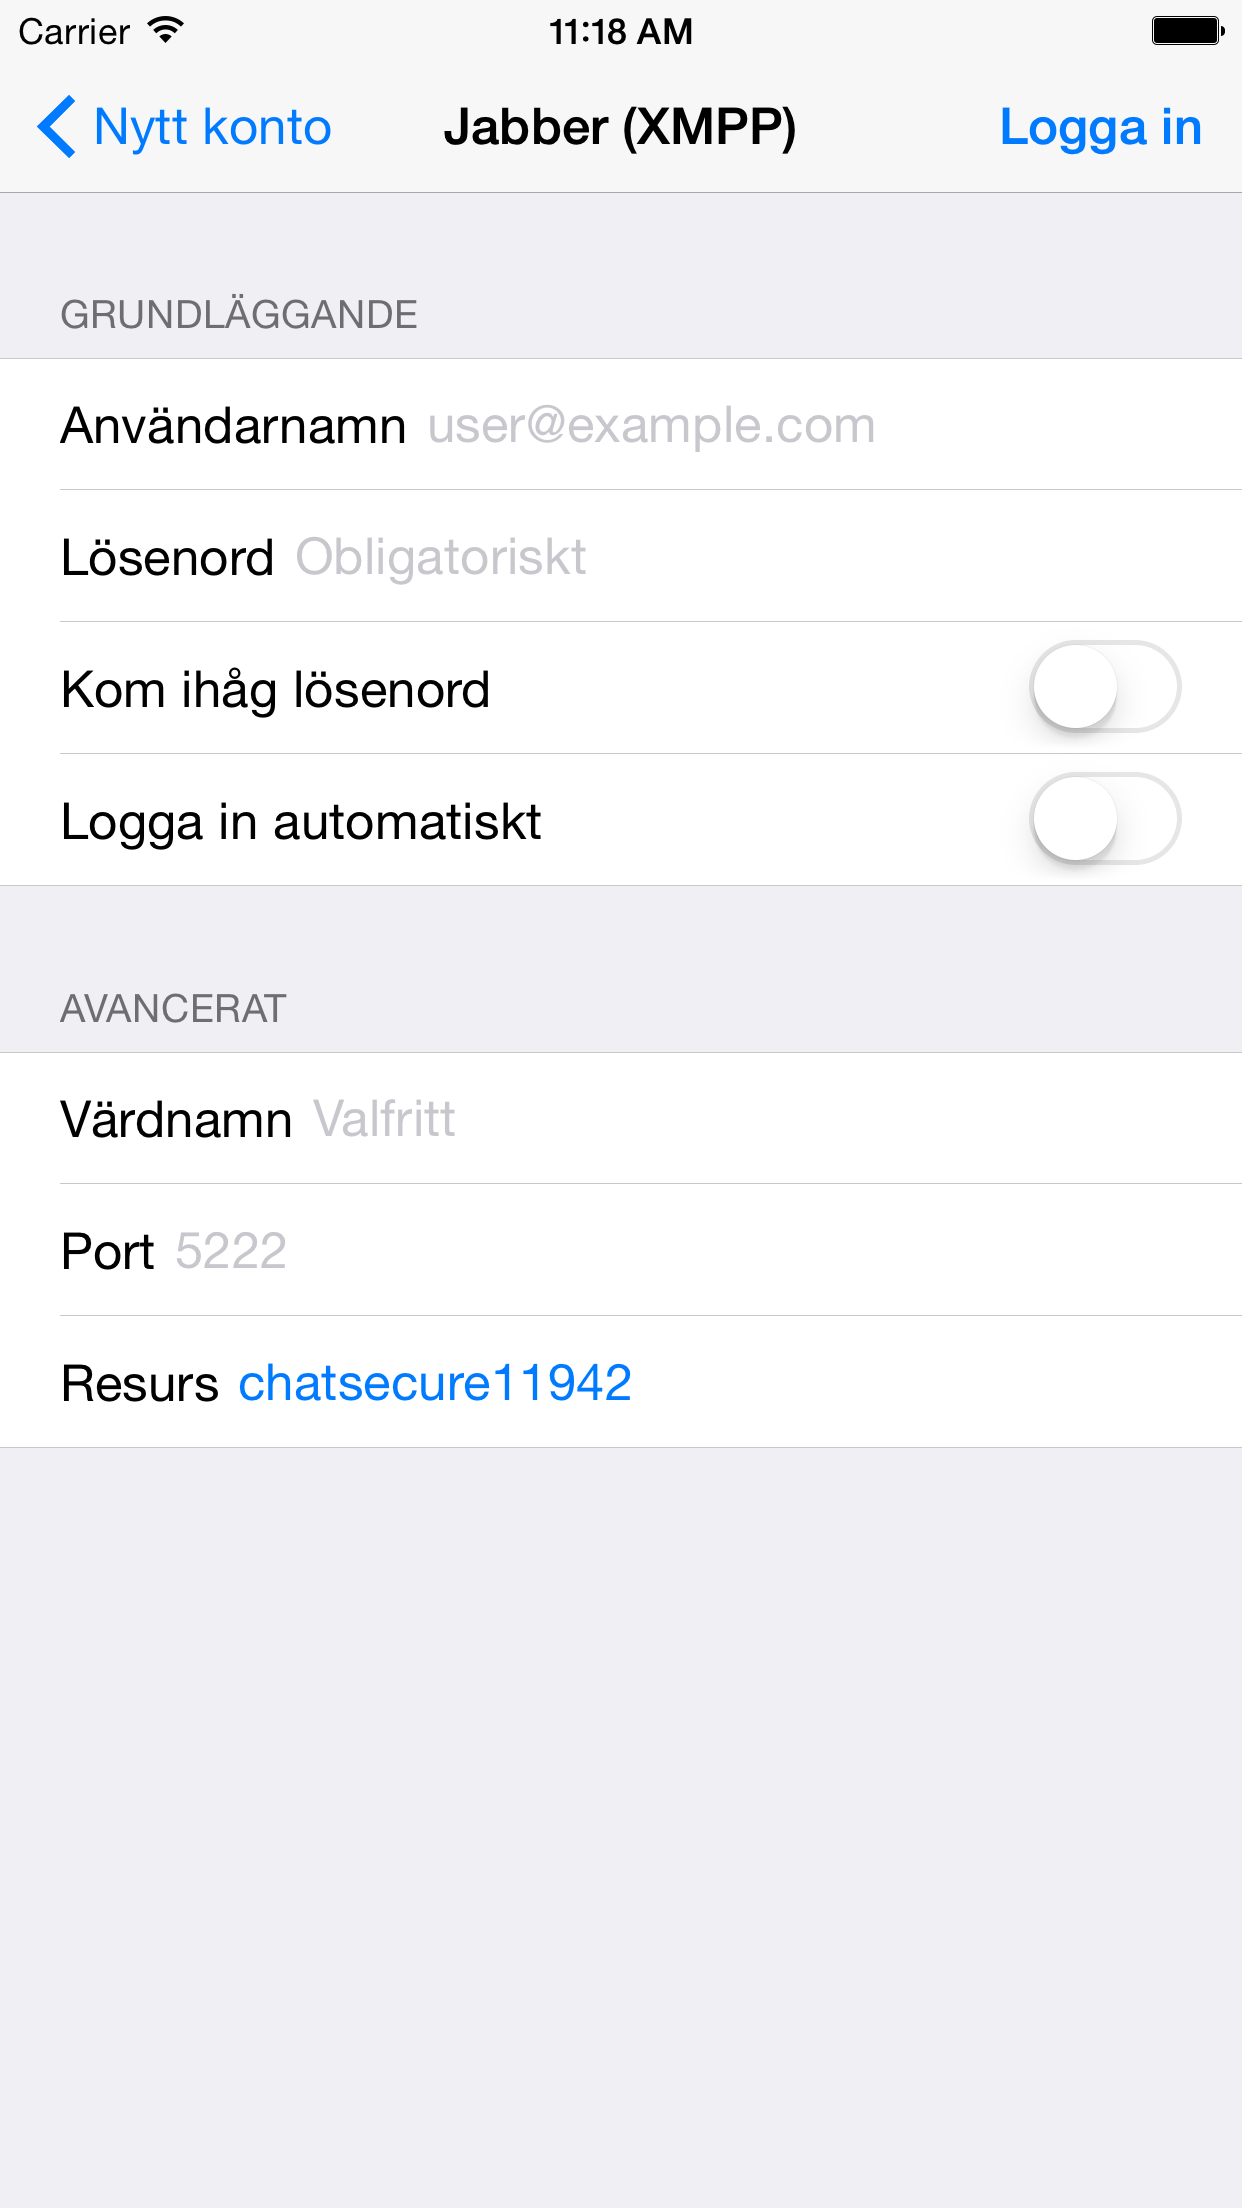 Carrier 11:18 AM
Nytt konto Jabber (XMPP) Logga in
GRUNDLÄGGANDE
Användarnamn user@example.com
Lösenord Obligatoriskt
Kom ihåg lösenord
Logga in automatiskt
AVANCERAT
Värdnamn Valfritt
Port 5222
Resurs chatsecure11942